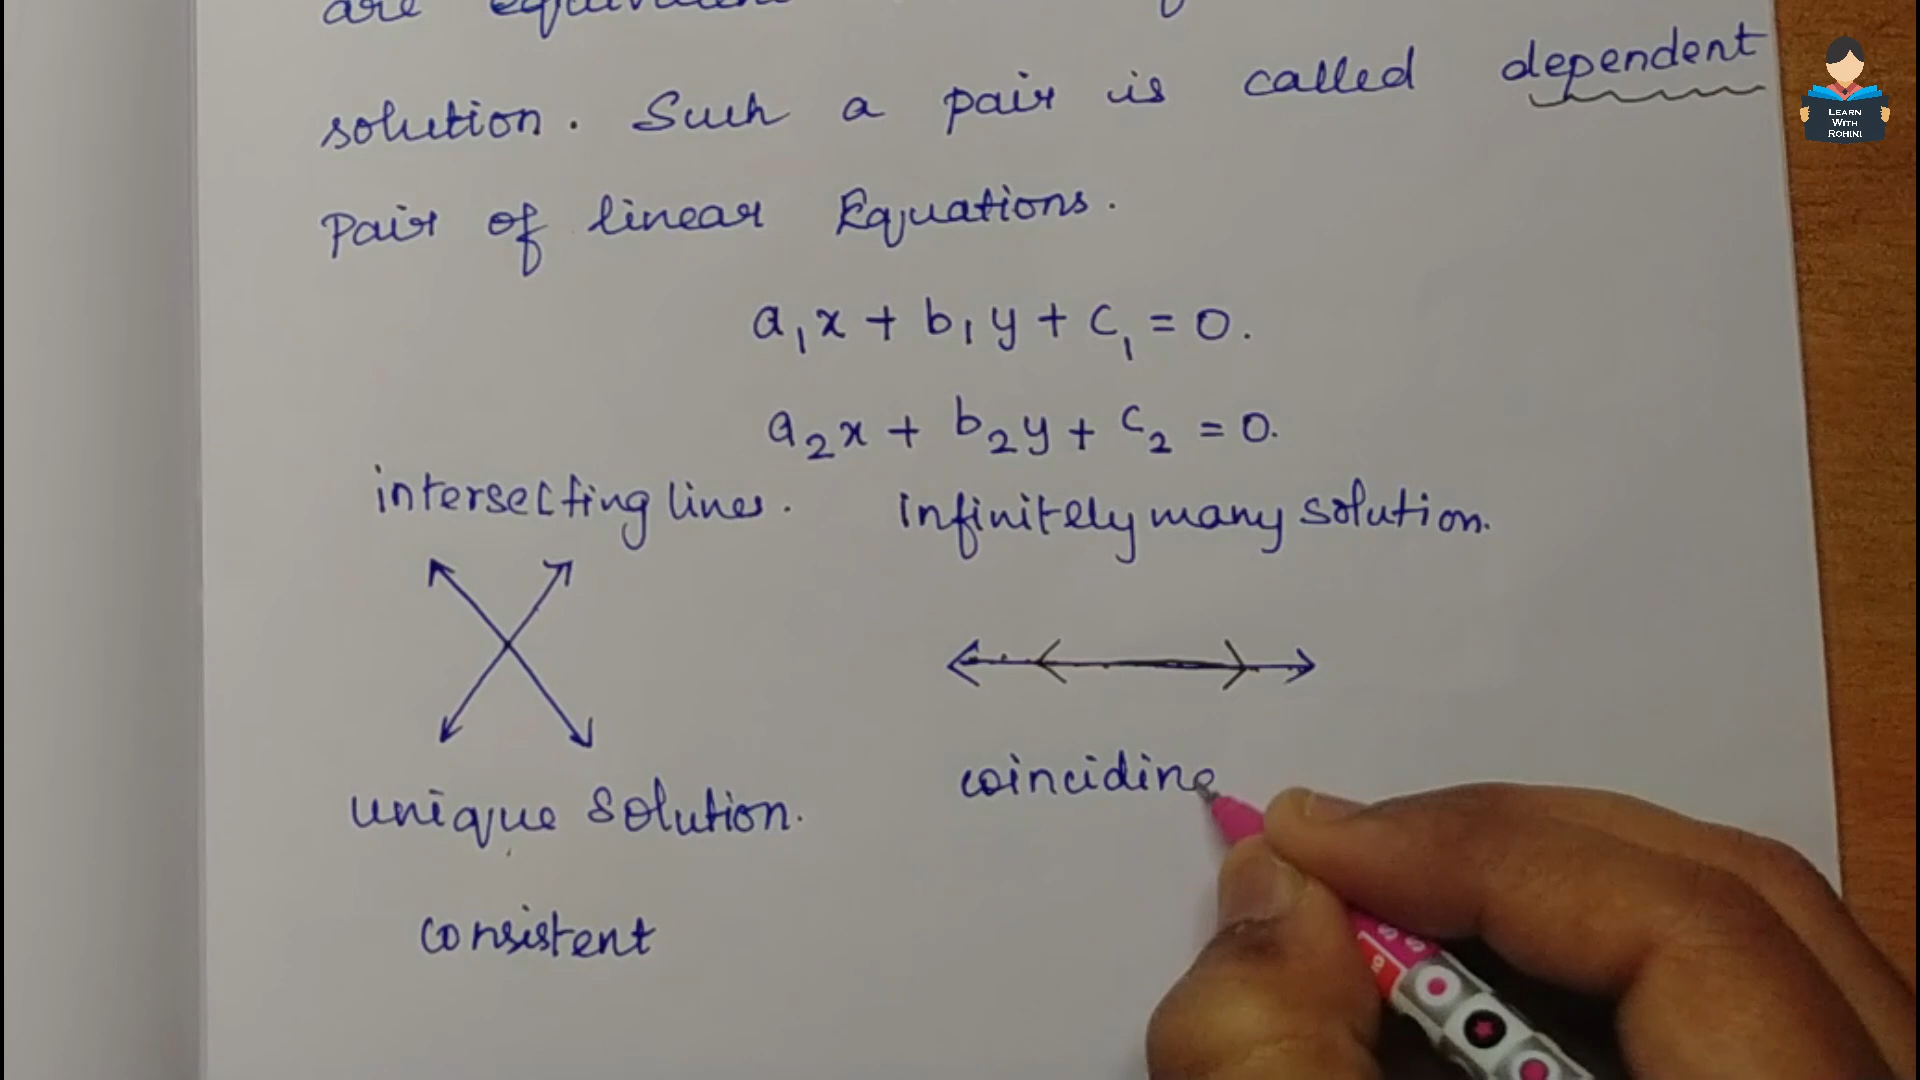 are
solution. Such a pair is called dependent
Pair of linear Equations.
a₁x + b₁y + c₁ = 0.
a₂x + b₂y + c₂ = 0.
intersecting lines. infinitely many solution.
unique solution. coinciding
consistent
LEARN
WITH
ROHINI